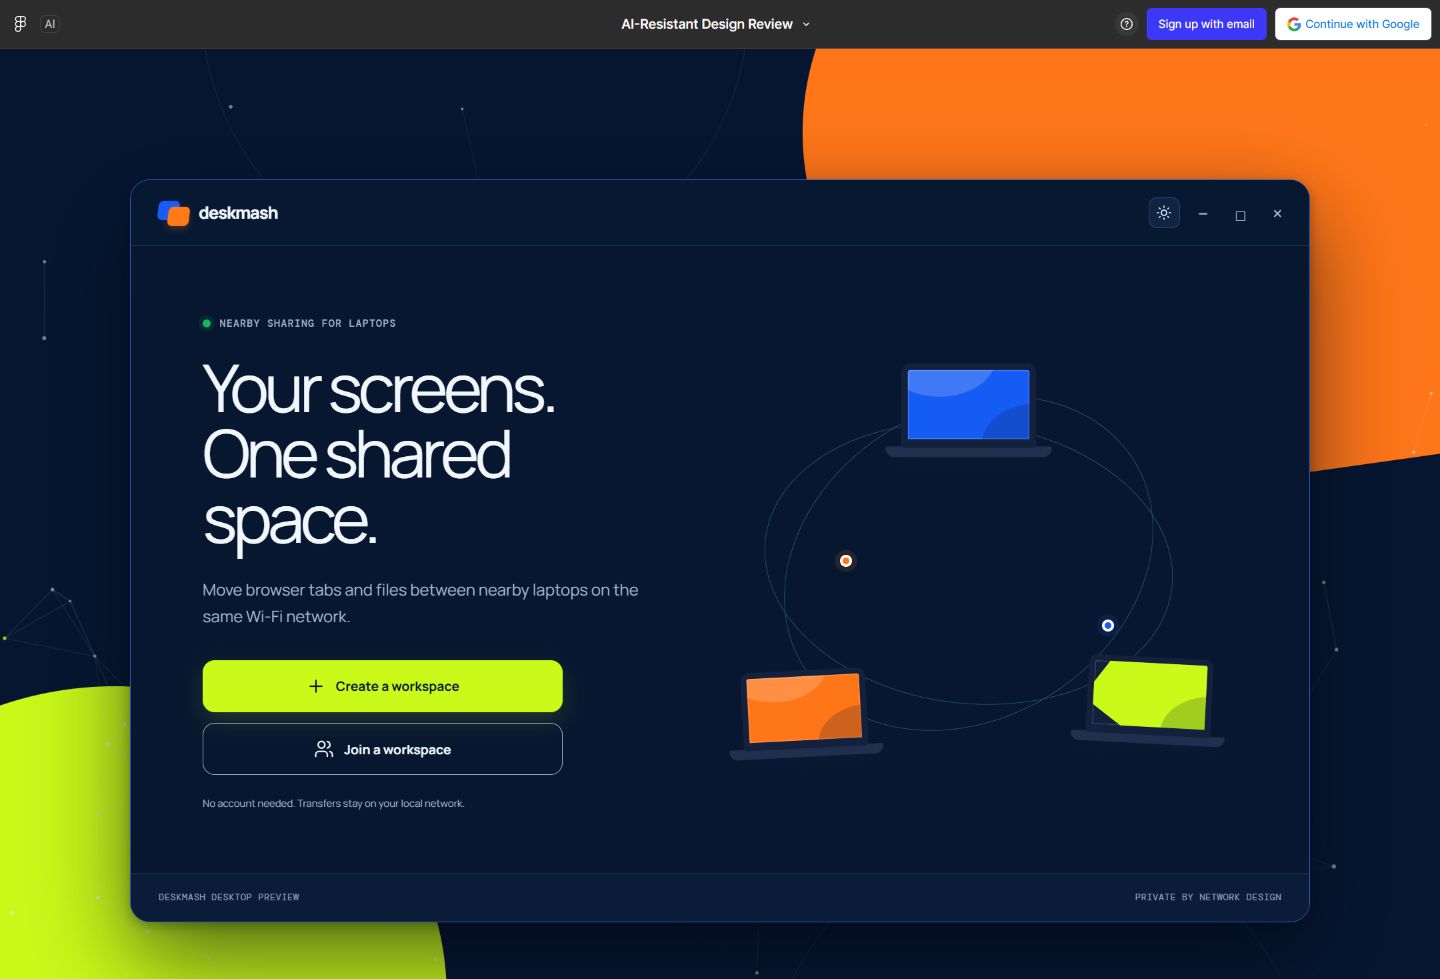 AI
AI-Resistant Design Review
Sign up with email
Continue with Google
deskmash
NEARBY SHARING FOR LAPTOPS
Your screens.
One shared
space.
Move browser tabs and files between nearby laptops on the
same Wi-Fi network.
Create a workspace
Join a workspace
No account needed. Transfers stay on your local network.
DESKMASH DESKTOP PREVIEW
PRIVATE BY NETWORK DESIGN